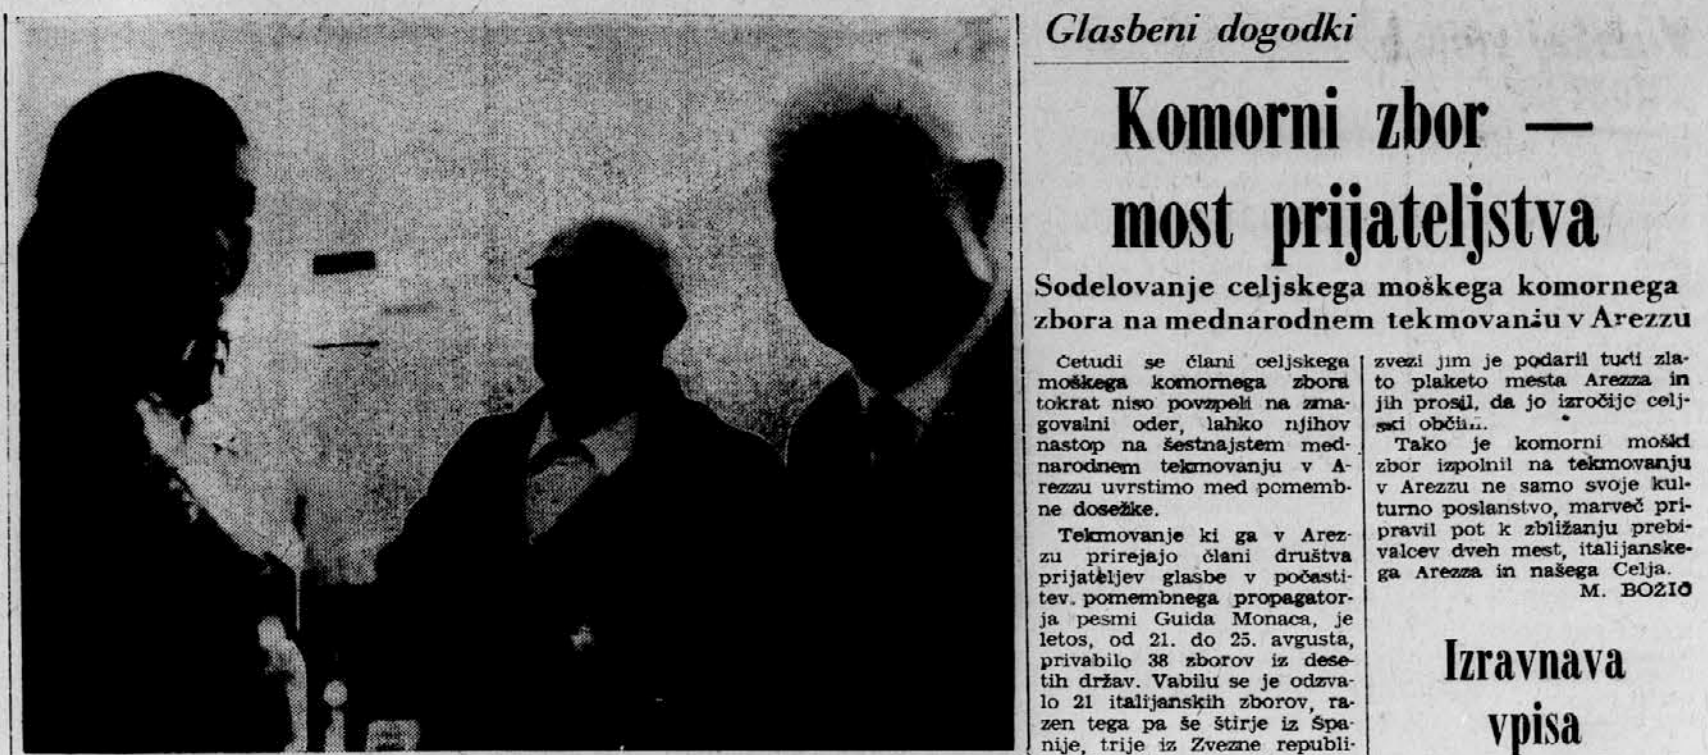 Glasbeni dogodki
Komorni zbor —
most prijateljstva
Sodelovanje celjskega moškega komornega
zbora na mednarodnem tekmovanju v Arezzu
Četudi se člani celjskega
moškega komornega zbora
tokrat niso povzpeli na zma-
govalni oder, lahko njihov
nastop na šestnajstem med-
narodnem tekmovanju v A-
rezzu uvrstimo med pomemb-
ne dosežke.
Tekmovanje ki ga v Arez-
zu prirejajo člani društva
prijateljev glasbe v počasti-
tev pomembnega propagator-
ja pesmi Guida Monaca, je
letos, od 21. do 25. avgusta,
privabilo 38 zborov iz dese-
tih držav. Vabilu se je odzva-
lo 21 italijanskih zborov, ra-
zen tega pa še štirje iz Špa-
nije, trije iz Zvezne republi-
zvezi jim je podaril tudi zla-
to plaketo mesta Arezza in
jih prosil, da jo izročijo celj-
ski občini.
Tako je komorni moški
zbor izpolnil na tekmovanju
v Arezzu ne samo svoje kul-
turno poslanstvo, marveč pri-
pravil pot k zbližanju prebi-
valcev dveh mest, italijanske-
ga Arezza in našega Celja.
M. BOŽIČ
Izravnava
vpisa